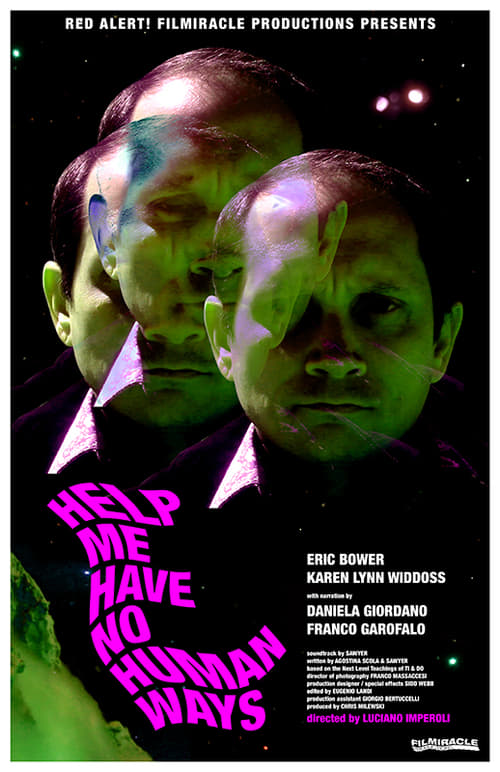 RED ALERT! FILMIRACLE PRODUCTIONS PRESENTS
HELP
ME
HAVE
NO
HUMAN
WAYS
ERIC BOWER
KAREN LYNN WIDDOSS
with narration by
DANIELA GIORDANO
FRANCO GAROFALO
soundtrack by SAWYER
written by AGOSTINA SCOLA & SAWYER
based on the Next Level Teachings of TI & DO
director of photography FRANCO MASSACCESI
production designer / special effects SIDO WEBB
edited by EUGENIO LANDI
production assistant GIORGIO BERTUCCELLI
produced by CHRIS MILEWSKI
directed by LUCIANO IMPEROLI
FILMIRACLE